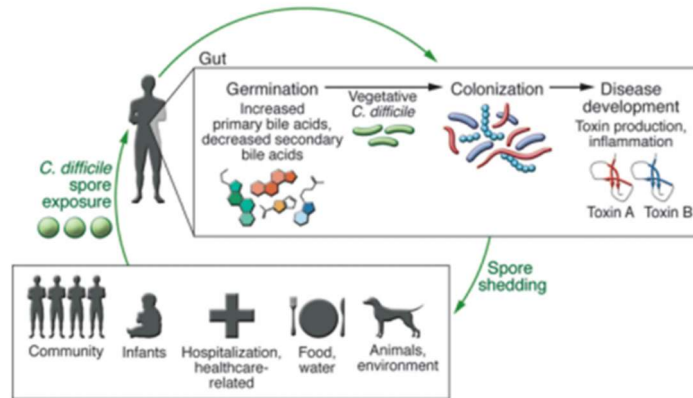 Gut
Germination
Increased
primary bile acids,
decreased secondary
bile acids
Vegetative
C. difficile
Colonization
Disease
development
Toxin production,
inflammation
Toxin A
Toxin B
C. difficile
spore
exposure
Spore
shedding
Community
Infants
Hospitalization,
healthcare-
related
Food,
water
Animals,
environment